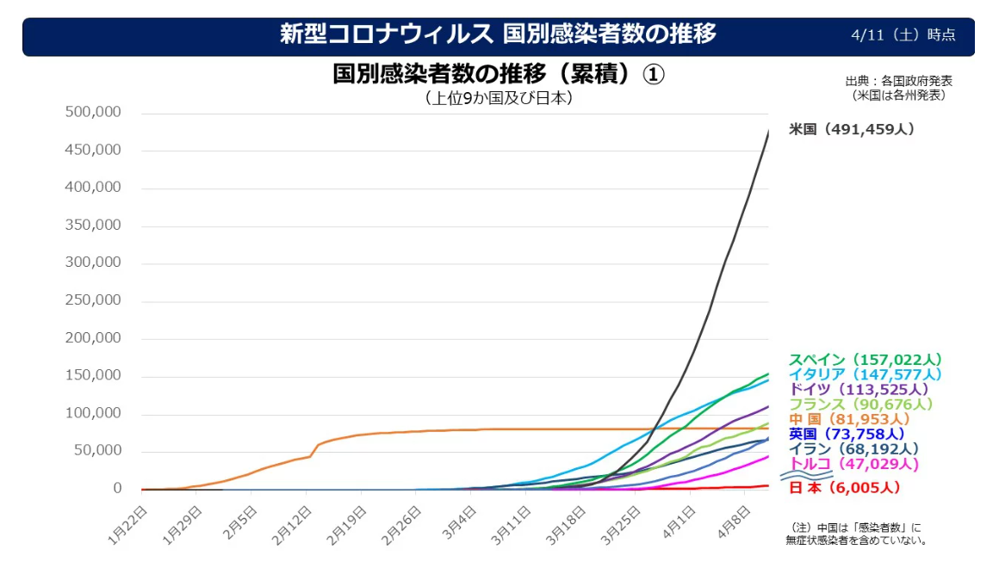 新型コロナウィルス 国別感染者数の推移
4/11（土）時点
国別感染者数の推移（累積）①
（上位9か国及び日本）
出典：各国政府発表
（米国は各州発表）
500,000
450,000
400,000
350,000
300,000
250,000
200,000
150,000
100,000
50,000
0
米国（491,459人）
スペイン（157,022人）
イタリア（147,577人）
ドイツ（113,525人）
フランス（90,676人）
中 国（81,953人）
英国（73,758人）
イラン（68,192人）
トルコ（47,029人)
日 本（6,005人）
1月22日
1月29日
2月5日
2月12日
2月19日
2月26日
3月4日
3月11日
3月18日
3月25日
4月1日
4月8日
（注）中国は「感染者数」に
無症状感染者を含めていない。